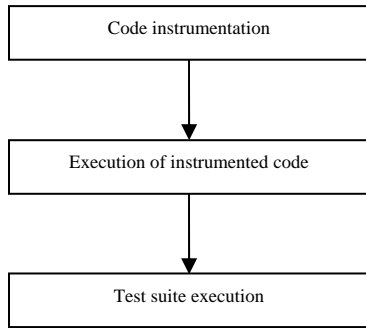 Code instrumentation
Execution of instrumented code
Test suite execution